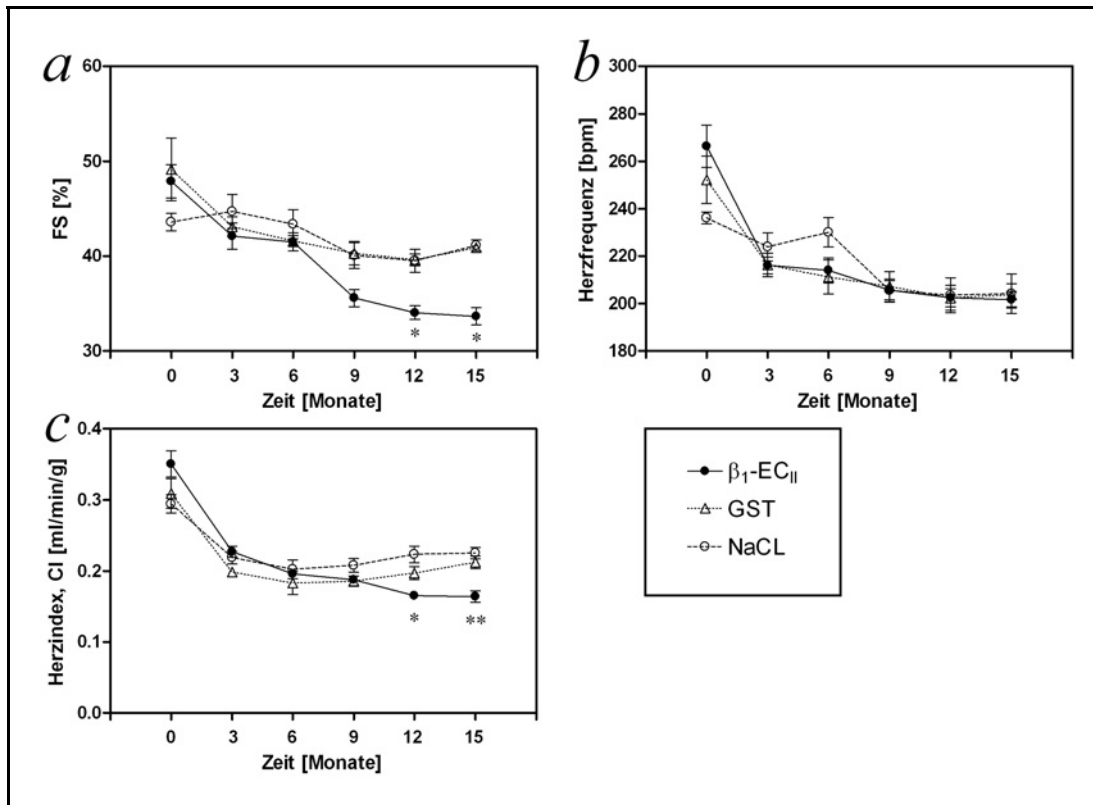 a
60
50
40
30
FS [%]
* *
0 3 6 9 12 15
Zeit [Monate]
b
300
280
260
240
220
200
180
Herzfrequenz [bpm]
0 3 6 9 12 15
Zeit [Monate]
c
0.4
0.3
0.2
0.1
0.0
Herzindex, CI [ml/min/g]
* **
0 3 6 9 12 15
Zeit [Monate]
β₁-EC_II
GST
NaCL